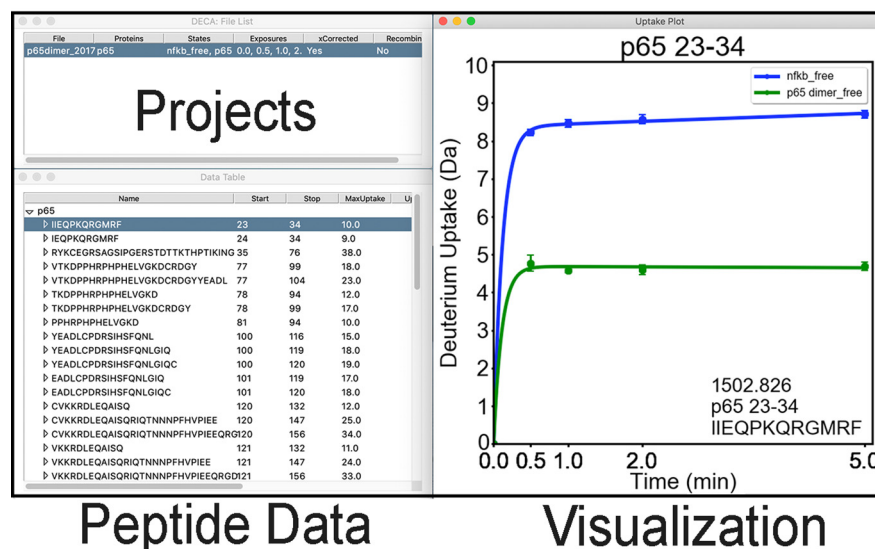 DECA: File List
File Proteins States Exposures xCorrected Recombin
p65dimer_2017 p65 nfkb_free, p65 0.0, 0.5, 1.0, 2. Yes No
Projects
Data Table
Name Start Stop MaxUptake
p65
IIEQPKQRGMRF 23 34 10.0
IEQPKQRGMRF 24 34 9.0
RYKCEGRSAGSIPGERSTDTTKTHPTIKING 35 76 38.0
VTKDPPHRPHPHELVGKDCRDGY 77 99 18.0
VTKDPPHRPHPHELVGKDCRDGYYEADL 77 104 23.0
TKDPPHRPHPHELVGKD 78 94 12.0
TKDPPHRPHPHELVGKDCRDGY 78 99 17.0
PPHRPHPHELVGKD 81 94 10.0
YEADLCPDRSIHSFQNL 100 116 15.0
YEADLCPDRSIHSFQNLGIQ 100 119 18.0
YEADLCPDRSIHSFQNLGIQC 100 120 19.0
EADLCPDRSIHSFQNLGIQ 101 119 17.0
EADLCPDRSIHSFQNLGIQC 101 120 18.0
CVKKRDLEQAISQ 120 132 12.0
CVKKRDLEQAISQRIQTNNNPFHVPIEE 120 147 25.0
CVKKRDLEQAISQRIQTNNNPFHVPIEEQRG 120 156 34.0
VKKRDLEQAISQ 121 132 11.0
VKKRDLEQAISQRIQTNNNPFHVPIEE 121 147 24.0
VKKRDLEQAISQRIQTNNNPFHVPIEEQRGD 121 156 33.0
Peptide Data
Uptake Plot
p65 23-34
nfkb_free
p65 dimer_free
Deuterium Uptake (Da)
10
9
8
7
6
5
4
3
2
1
0
1502.826
p65 23-34
IIEQPKQRGMRF
0.0 0.5 1.0 2.0 5.0
Time (min)
Visualization